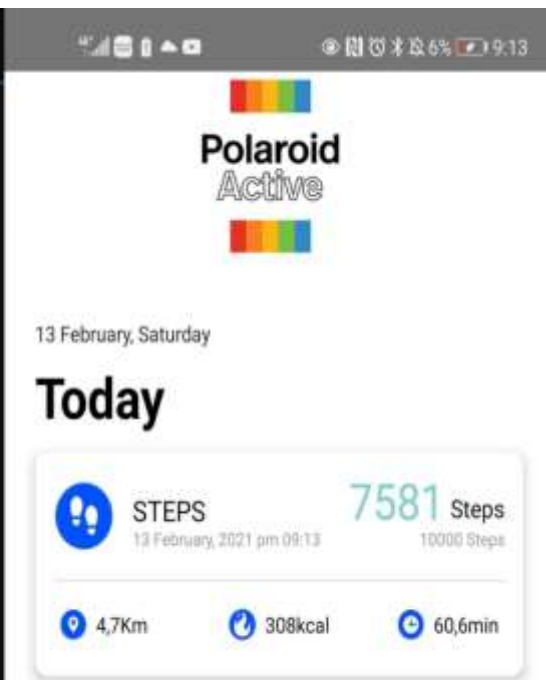 6% 9:13
Polaroid
Active
13 February, Saturday
Today
STEPS
7581 Steps
13 February, 2021 pm 09:13
10000 Steps
4,7Km 308kcal 60,6min